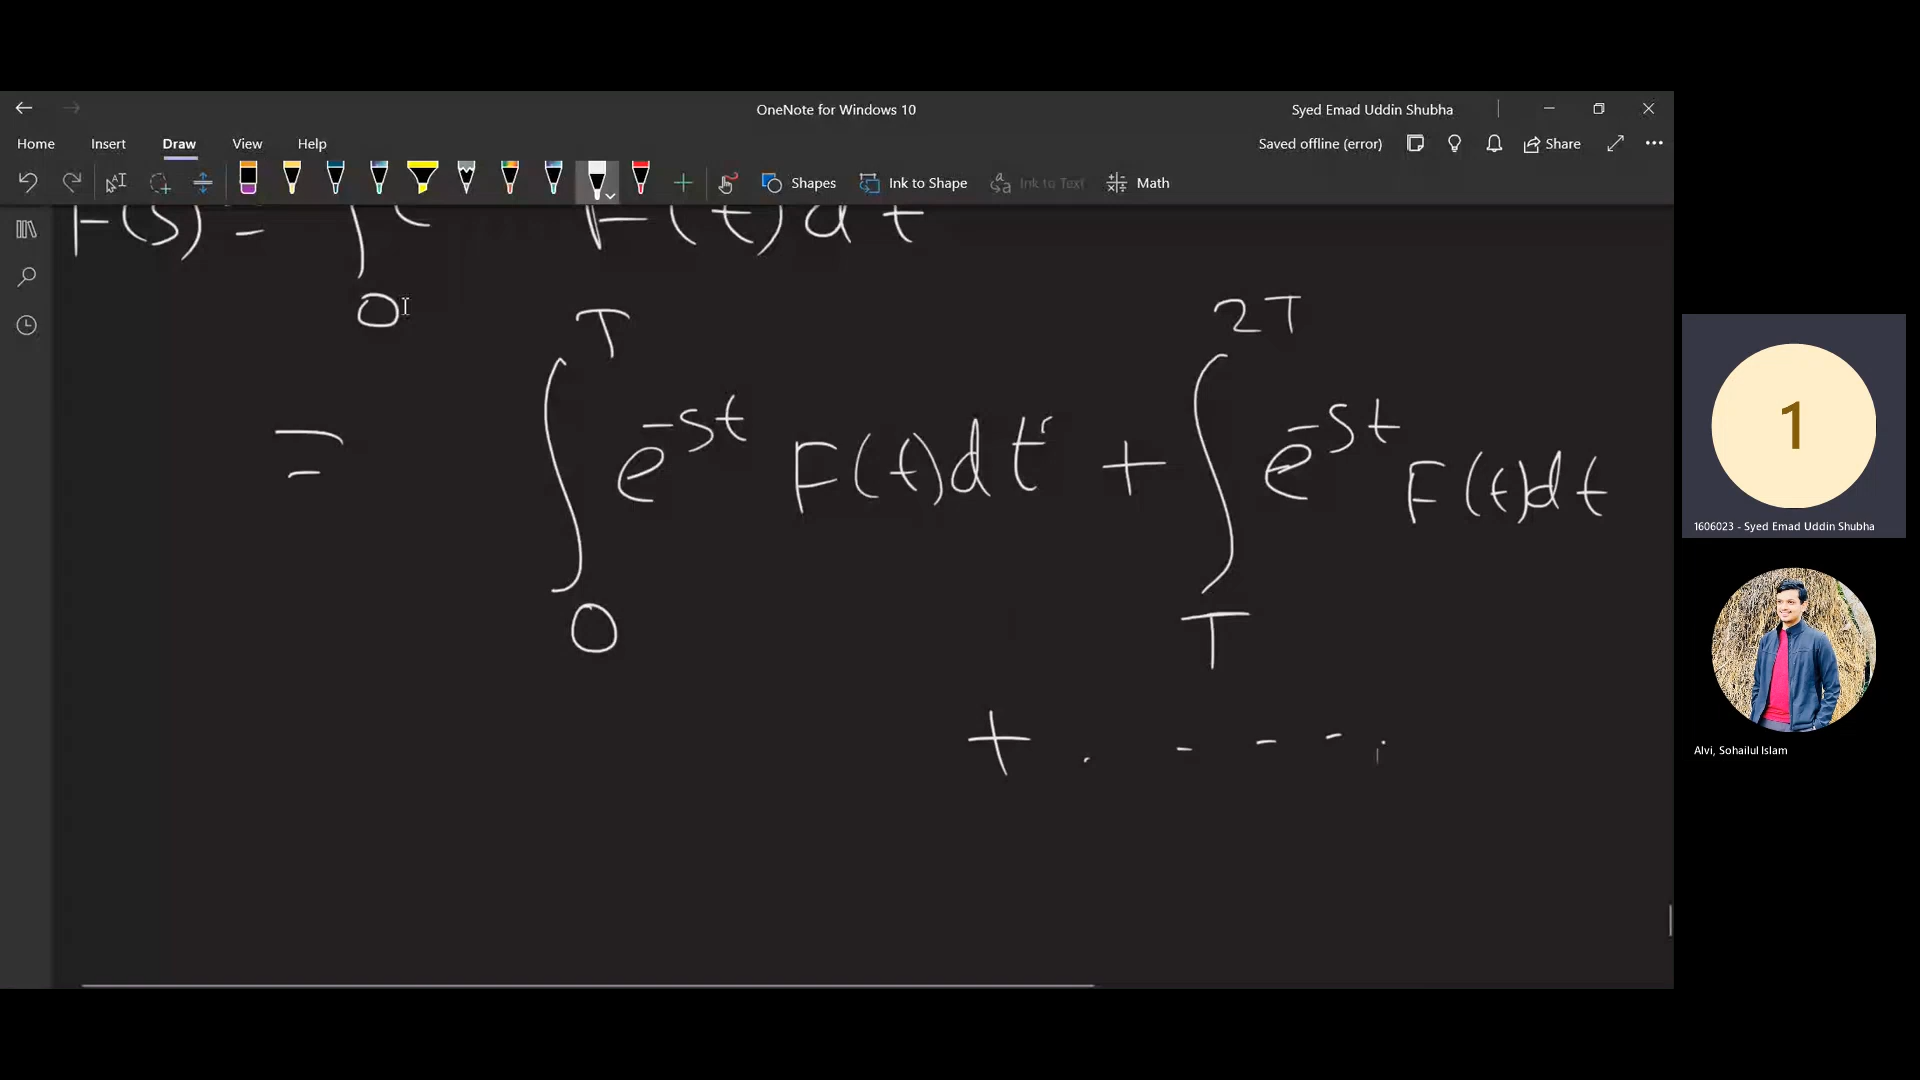 OneNote for Windows 10
Syed Emad Uddin Shubha
Home Insert Draw View Help
Saved offline (error)
Share
Shapes
Ink to Shape
Ink to Text
Math
F(s) = ∫ F(t)dt
0
T
2T
= ∫ e^-st F(t)dt + ∫ e^-st F(t)dt
0
T
+ . - - -
1
1606023 - Syed Emad Uddin Shubha
Alvi, Sohailul Islam